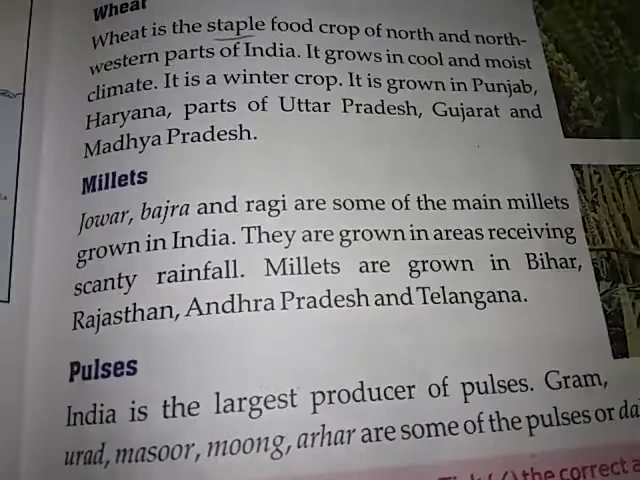 Wheat
Wheat is the staple food crop of north and north-
western parts of India. It grows in cool and moist
climate. It is a winter crop. It is grown in Punjab,
Haryana, parts of Uttar Pradesh, Gujarat and
Madhya Pradesh.
Millets
Jowar, bajra and ragi are some of the main millets
grown in India. They are grown in areas receiving
scanty rainfall. Millets are grown in Bihar,
Rajasthan, Andhra Pradesh and Telangana.
Pulses
India is the largest producer of pulses. Gram,
urad, masoor, moong, arhar are some of the pulses or
the correct